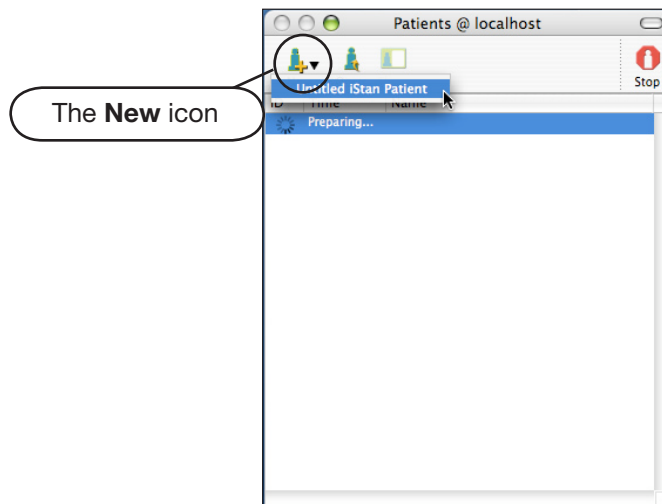 Patients @ localhost
Stop
Untitled iStan Patient
ID Time Name
The New icon
Preparing...